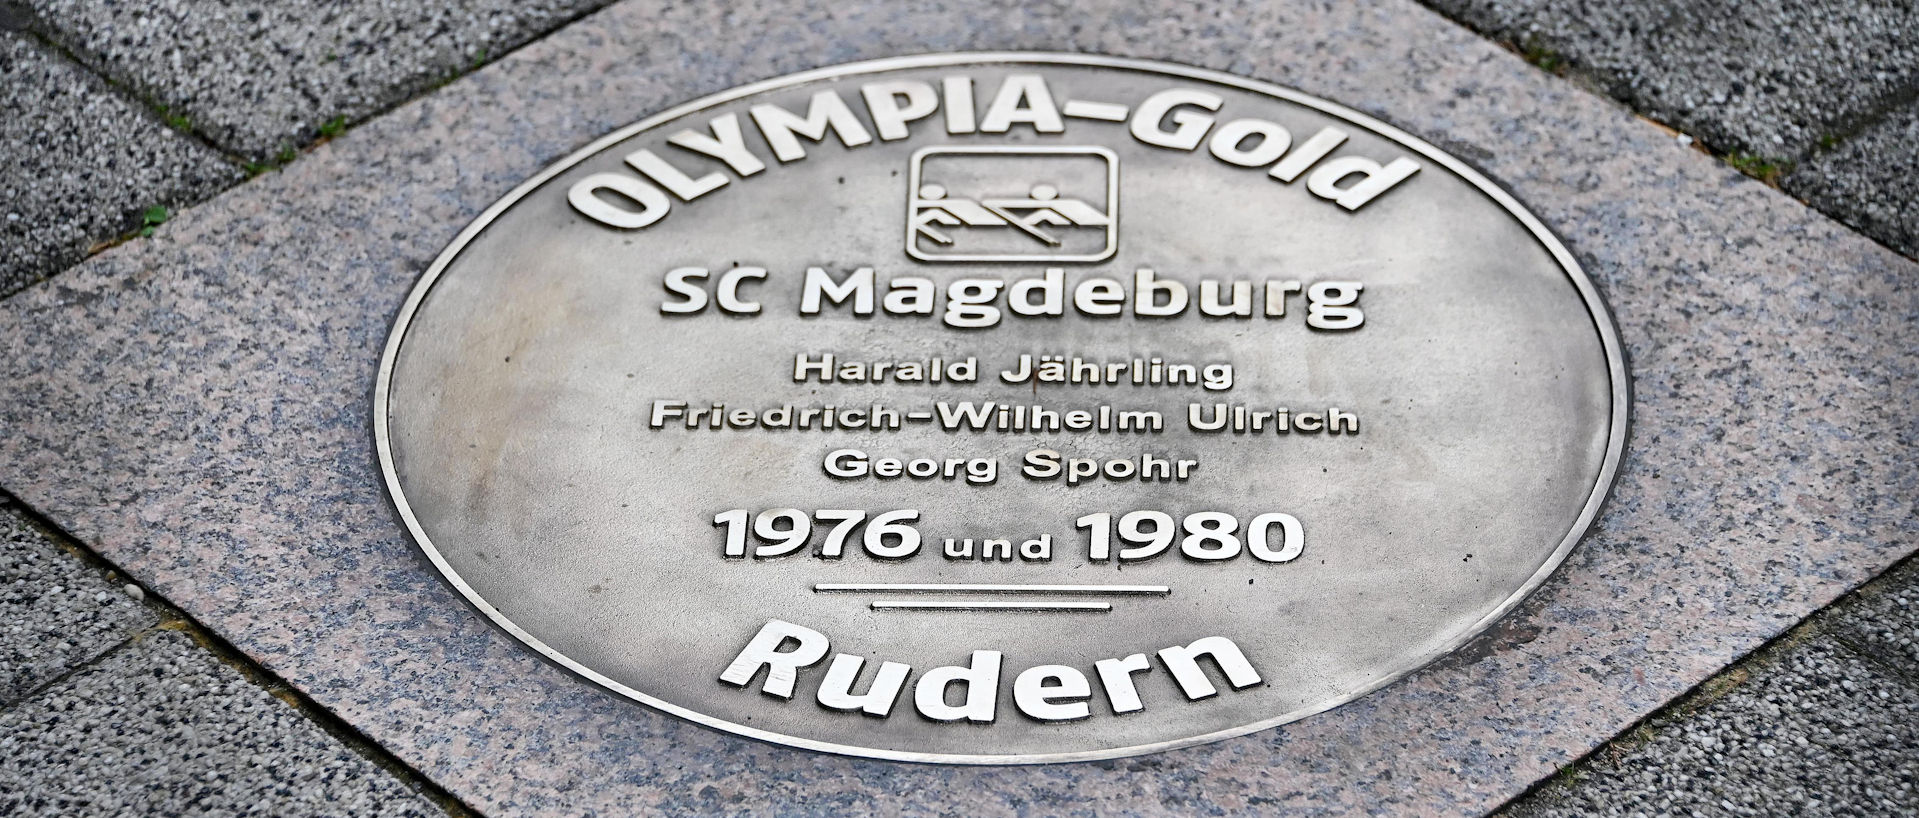 OLYMPIA-Gold
SC Magdeburg
Harald Jährling
Friedrich-Wilhelm Ulrich
Georg Spohr
1976 und 1980
Rudern